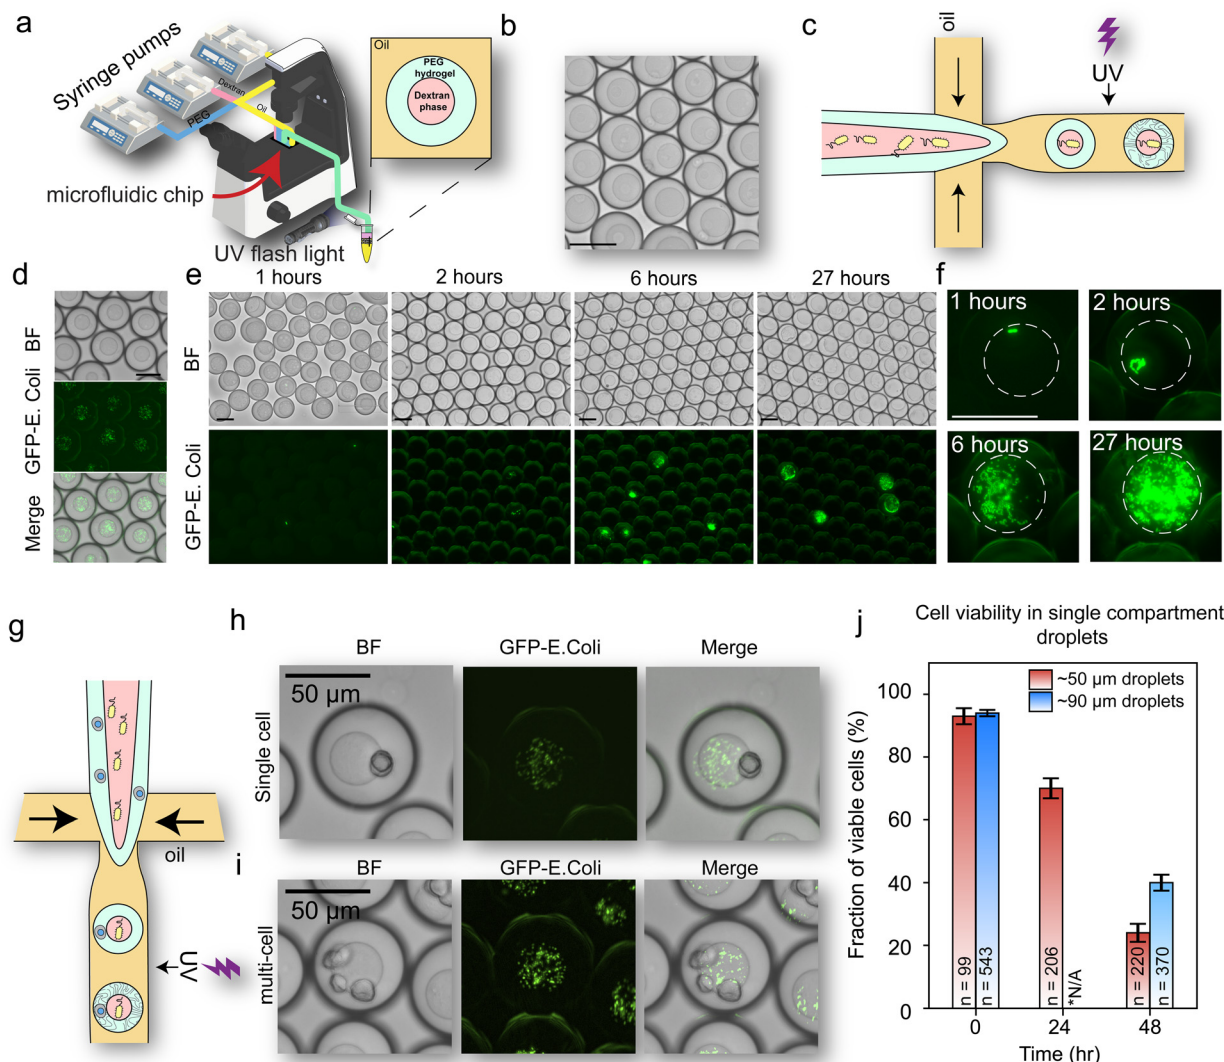 a
Syringe pumps
Dextran
Oil
PEG
microfluidic chip
UV flash light
Oil
PEG
hydrogel
Dextran
phase
b
c
oil
UV
d
BF
GFP-E. Coli
Merge
e
1 hours
2 hours
6 hours
27 hours
BF
GFP-E. Coli
f
1 hours
2 hours
6 hours
27 hours
g
oil
UV
h
BF
GFP-E.Coli
Merge
Single cell
50 µm
i
BF
GFP-E.Coli
Merge
multi-cell
50 µm
j
Cell viability in single compartment
droplets
~50 µm droplets
~90 µm droplets
Fraction of viable cells (%)
100
80
60
40
20
0
n = 99
n = 543
n = 206
*N/A
n = 220
n = 370
0
24
48
Time (hr)